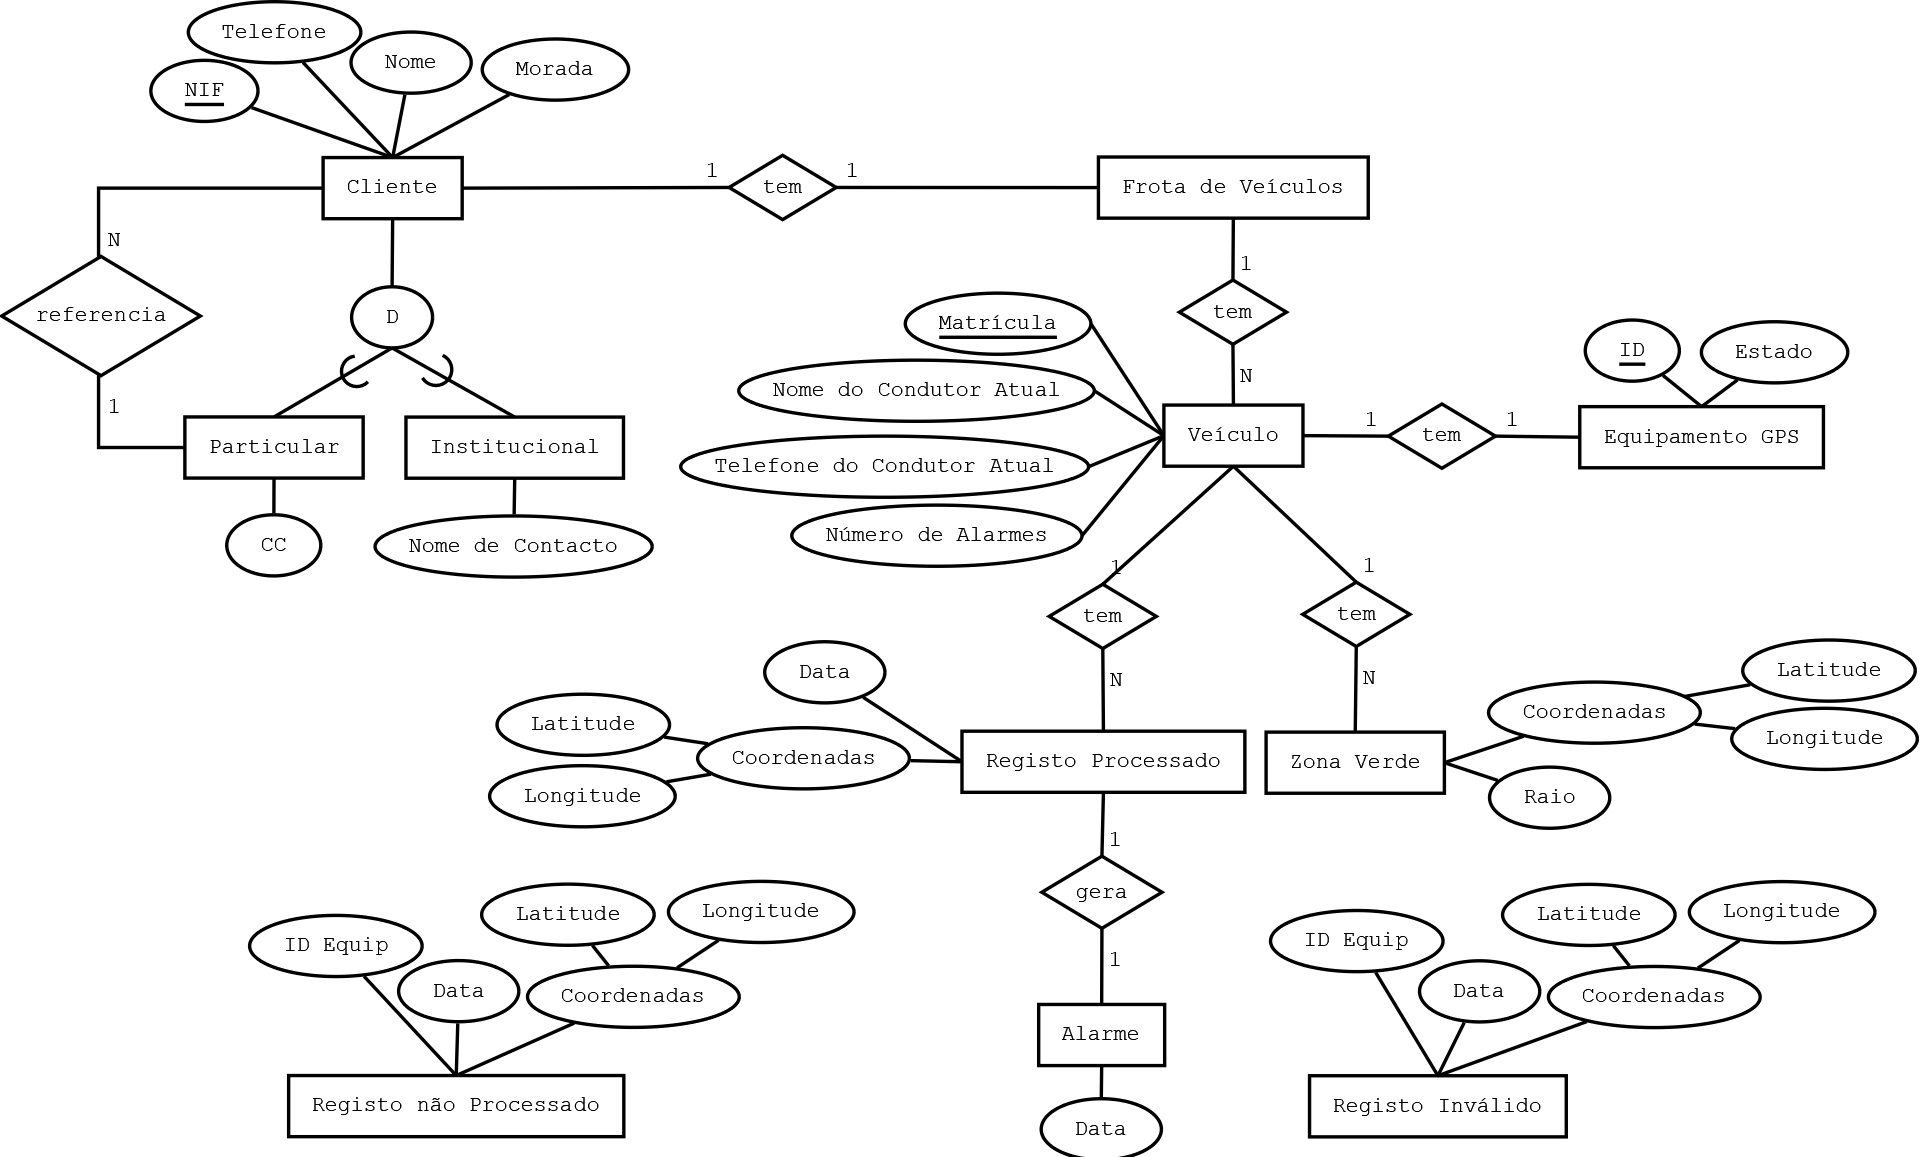 Telefone
Nome
Morada
NIF
Cliente
1
tem
1
Frota de Veículos
N
referencia
1
D
Particular
Institucional
CC
Nome de Contacto
1
tem
N
Matrícula
Nome do Condutor Atual
Telefone do Condutor Atual
Número de Alarmes
Veículo
1
tem
1
ID
Estado
Equipamento GPS
1
tem
N
1
tem
N
Data
Latitude
Longitude
Coordenadas
Registo Processado
Zona Verde
Coordenadas
Latitude
Longitude
Raio
1
gera
1
Alarme
Data
ID Equip
Data
Latitude
Longitude
Coordenadas
Registo não Processado
ID Equip
Data
Latitude
Longitude
Coordenadas
Registo Inválido